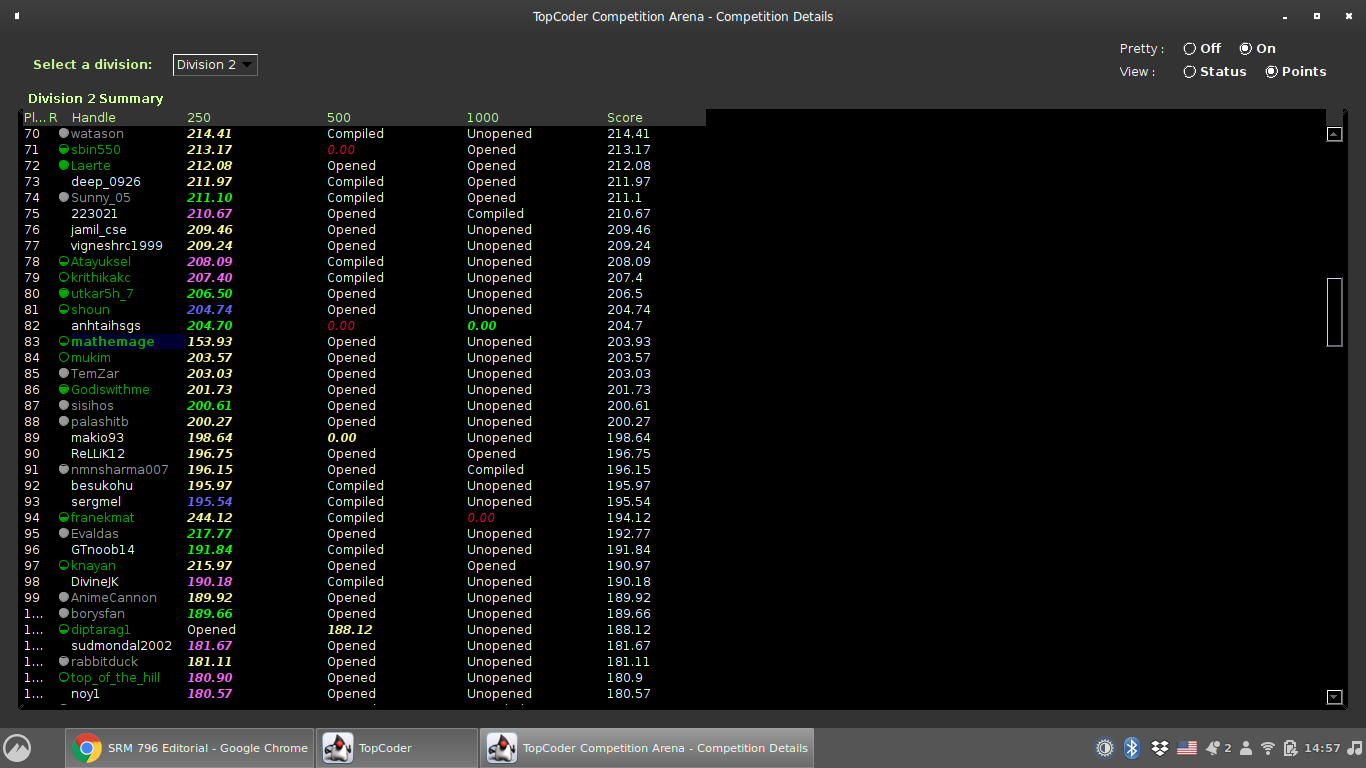 TopCoder Competition Arena - Competition Details
Pretty : Off On
Select a division: Division 2
View : Status Points
Division 2 Summary
Pl... R Handle 250 500 1000 Score
70 watason 214.41 Compiled Unopened 214.41
71 sbin550 213.17 0.00 Opened 213.17
72 Laerte 212.08 Opened Opened 212.08
73 deep_0926 211.97 Compiled Opened 211.97
74 Sunny_05 211.10 Compiled Opened 211.1
75 223021 210.67 Opened Compiled 210.67
76 jamil_cse 209.46 Opened Unopened 209.46
77 vigneshrc1999 209.24 Opened Unopened 209.24
78 Atayuksel 208.09 Compiled Unopened 208.09
79 krithikakc 207.40 Compiled Unopened 207.4
80 utkar5h_7 206.50 Opened Unopened 206.5
81 shoun 204.74 Opened Unopened 204.74
82 anhtaihsgs 204.70 0.00 0.00 204.7
83 mathemage 153.93 Opened Unopened 203.93
84 mukim 203.57 Opened Unopened 203.57
85 TemZar 203.03 Opened Unopened 203.03
86 Godiswithme 201.73 Opened Unopened 201.73
87 sisihos 200.61 Opened Unopened 200.61
88 palashitb 200.27 Opened Unopened 200.27
89 makio93 198.64 0.00 Unopened 198.64
90 ReLLiK12 196.75 Opened Opened 196.75
91 nmnsharma007 196.15 Opened Compiled 196.15
92 besukohu 195.97 Compiled Unopened 195.97
93 sergmel 195.54 Compiled Unopened 195.54
94 franekmat 244.12 Compiled 0.00 194.12
95 Evaldas 217.77 Opened Unopened 192.77
96 GTnoob14 191.84 Compiled Unopened 191.84
97 knayan 215.97 Opened Opened 190.97
98 DivineJK 190.18 Compiled Unopened 190.18
99 AnimeCannon 189.92 Opened Unopened 189.92
1... borysfan 189.66 Opened Unopened 189.66
1... diptarag1 Opened 188.12 Unopened 188.12
1... sudmondal2002 181.67 Opened Unopened 181.67
1... rabbitduck 181.11 Opened Unopened 181.11
1... top_of_the_hill 180.90 Opened Unopened 180.9
1... noy1 180.57 Opened Unopened 180.57
SRM 796 Editorial - Google Chrome TopCoder TopCoder Competition Arena - Competition Details 2 14:57